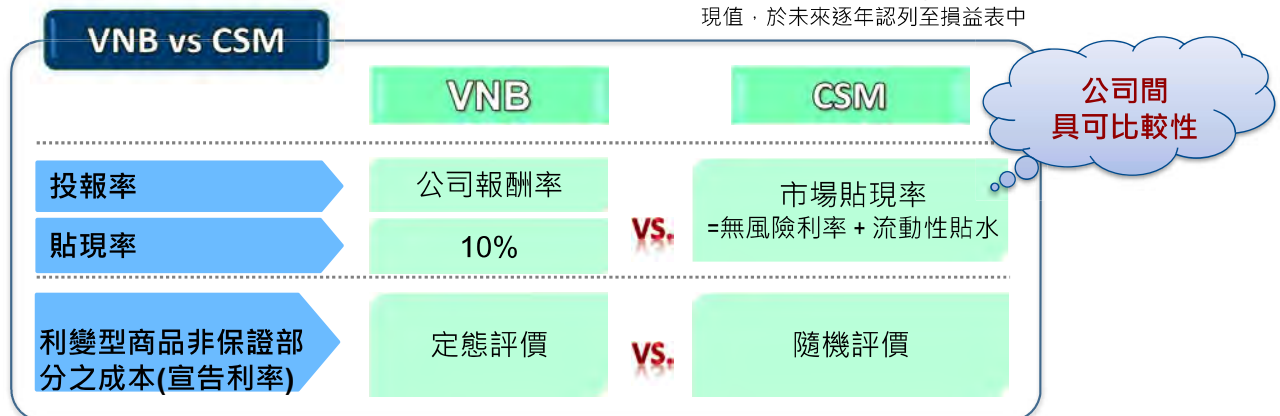 現值，於未來逐年認列至損益表中
VNB vs CSM
VNB
CSM
公司間
具可比較性
投報率
公司報酬率
貼現率
10%
vs.
市場貼現率
=無風險利率 + 流動性貼水
利變型商品非保證部
分之成本(宣告利率)
定態評價
vs.
隨機評價